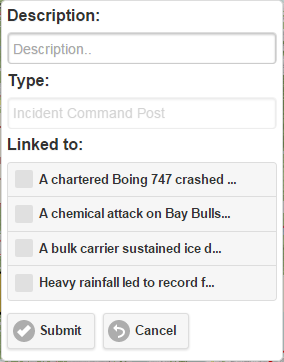 Description:
Description..
Type:
Incident Command Post
Linked to:
A chartered Boing 747 crashed ...
A chemical attack on Bay Bulls...
A bulk carrier sustained ice d...
Heavy rainfall led to record f...
Submit Cancel